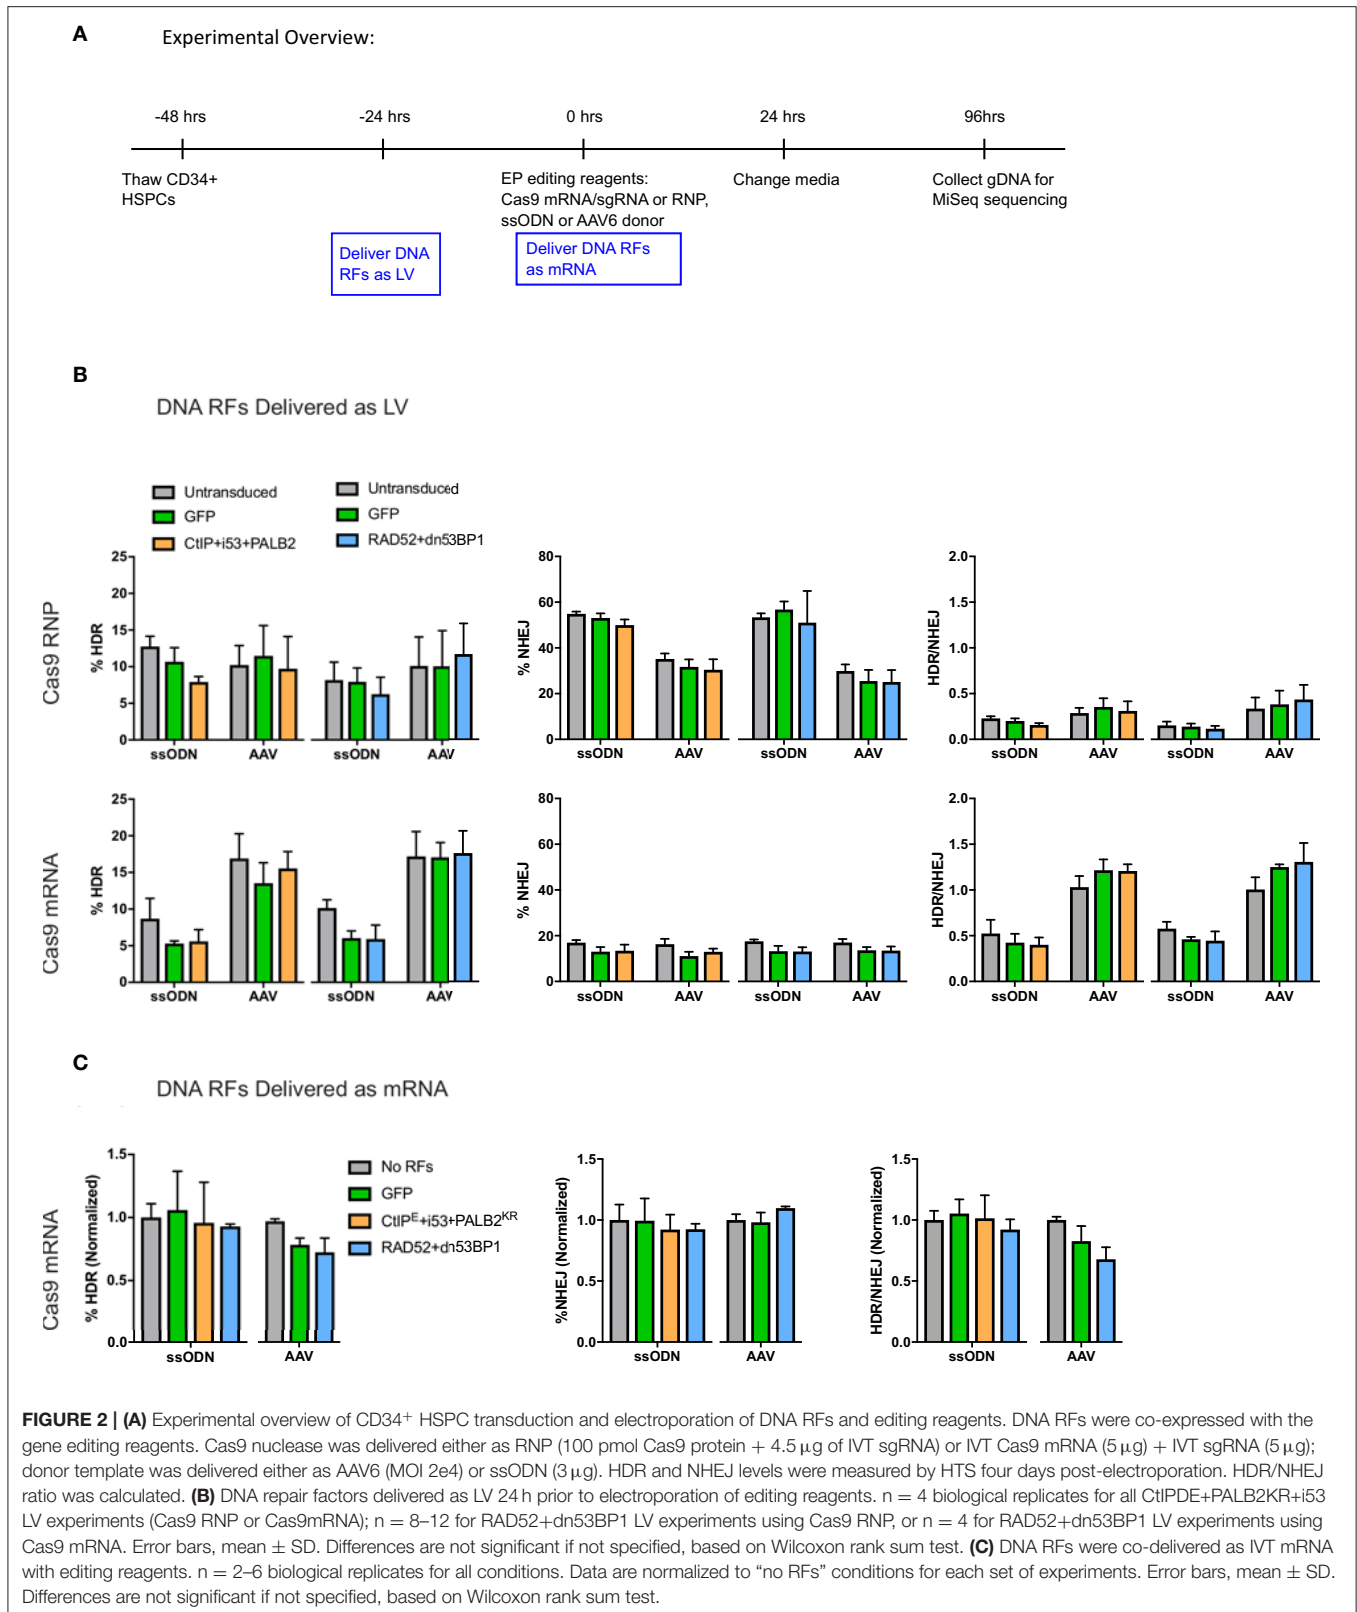 A
Experimental Overview:
-48 hrs
-24 hrs
0 hrs
24 hrs
96hrs
Thaw CD34+
HSPCs
EP editing reagents:
Cas9 mRNA/sgRNA or RNP,
ssODN or AAV6 donor
Change media
Collect gDNA for
MiSeq sequencing
Deliver DNA
RFs as LV
Deliver DNA RFs
as mRNA
B
DNA RFs Delivered as LV
Untransduced
GFP
CtIP+i53+PALB2
Untransduced
GFP
RAD52+dn53BP1
Cas9 RNP
% HDR
25
20
15
10
5
0
ssODN
AAV
ssODN
AAV
% NHEJ
80
60
40
20
0
ssODN
AAV
ssODN
AAV
HDR/NHEJ
2.0
1.5
1.0
0.5
0.0
ssODN
AAV
ssODN
AAV
Cas9 mRNA
% HDR
25
20
15
10
5
0
ssODN
AAV
ssODN
AAV
% NHEJ
80
60
40
20
0
ssODN
AAV
ssODN
AAV
HDR/NHEJ
2.0
1.5
1.0
0.5
0.0
ssODN
AAV
ssODN
AAV
C
DNA RFs Delivered as mRNA
Cas9 mRNA
% HDR (Normalized)
1.5
1.0
0.5
0.0
ssODN
AAV
No RFs
GFP
CtIPᴱ+i53+PALB2ᴷᴿ
RAD52+dn53BP1
%NHEJ (Normalized)
1.5
1.0
0.5
0.0
ssODN
AAV
HDR/NHEJ (Normalized)
1.5
1.0
0.5
0.0
ssODN
AAV
FIGURE 2 | (A) Experimental overview of CD34⁺ HSPC transduction and electroporation of DNA RFs and editing reagents. DNA RFs were co-expressed with the
gene editing reagents. Cas9 nuclease was delivered either as RNP (100 pmol Cas9 protein + 4.5 μg of IVT sgRNA) or IVT Cas9 mRNA (5 μg) + IVT sgRNA (5 μg);
donor template was delivered either as AAV6 (MOI 2e4) or ssODN (3 μg). HDR and NHEJ levels were measured by HTS four days post-electroporation. HDR/NHEJ
ratio was calculated. (B) DNA repair factors delivered as LV 24 h prior to electroporation of editing reagents. n = 4 biological replicates for all CtIPDE+PALB2KR+i53
LV experiments (Cas9 RNP or Cas9mRNA); n = 8–12 for RAD52+dn53BP1 LV experiments using Cas9 RNP, or n = 4 for RAD52+dn53BP1 LV experiments using
Cas9 mRNA. Error bars, mean ± SD. Differences are not significant if not specified, based on Wilcoxon rank sum test. (C) DNA RFs were co-delivered as IVT mRNA
with editing reagents. n = 2–6 biological replicates for all conditions. Data are normalized to “no RFs” conditions for each set of experiments. Error bars, mean ± SD.
Differences are not significant if not specified, based on Wilcoxon rank sum test.